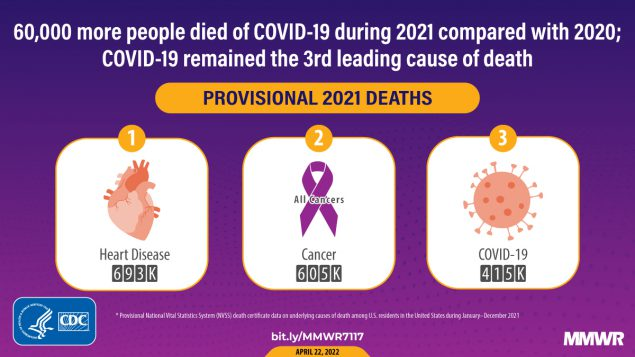 60,000 more people died of COVID-19 during 2021 compared with 2020;
COVID-19 remained the 3rd leading cause of death
PROVISIONAL 2021 DEATHS
1
2
3
All Cancers
Heart Disease
693K
Cancer
605K
COVID-19
415K
CDC
* Provisional National Vital Statistics System (NVSS) death certificate data on underlying causes of death among U.S. residents in the United States during January–December 2021
bit.ly/MMWR7117
MMWR
APRIL 22, 2022